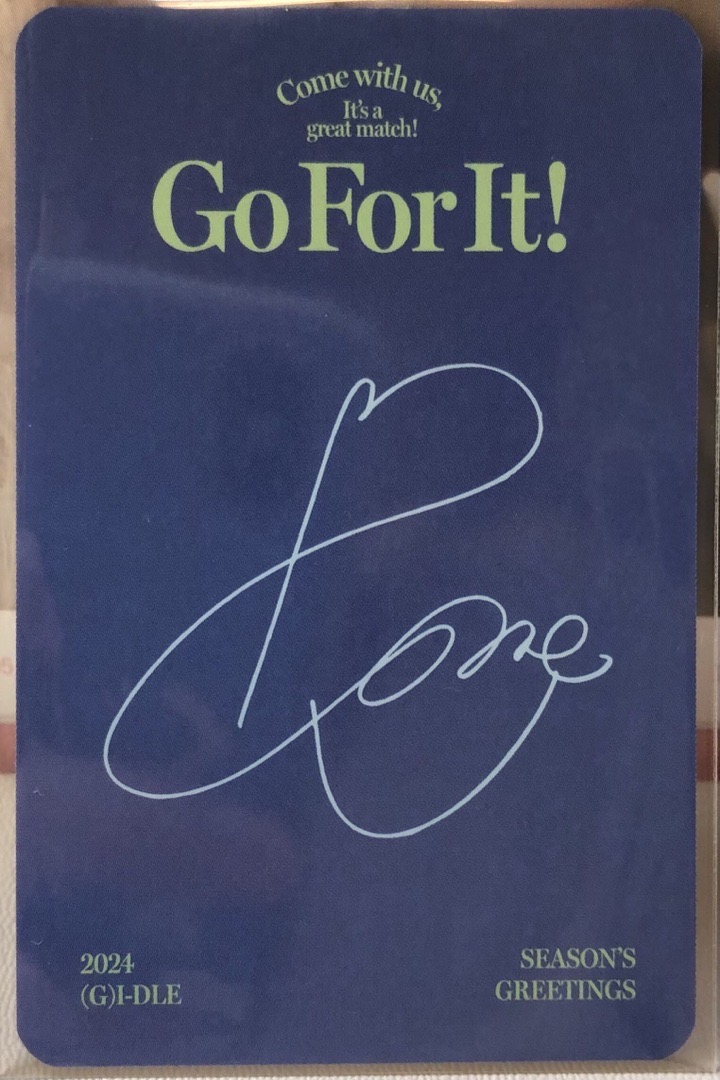 Come with us,
It's a
great match!
Go For It!
2024
(G)I-DLE
SEASON'S
GREETINGS